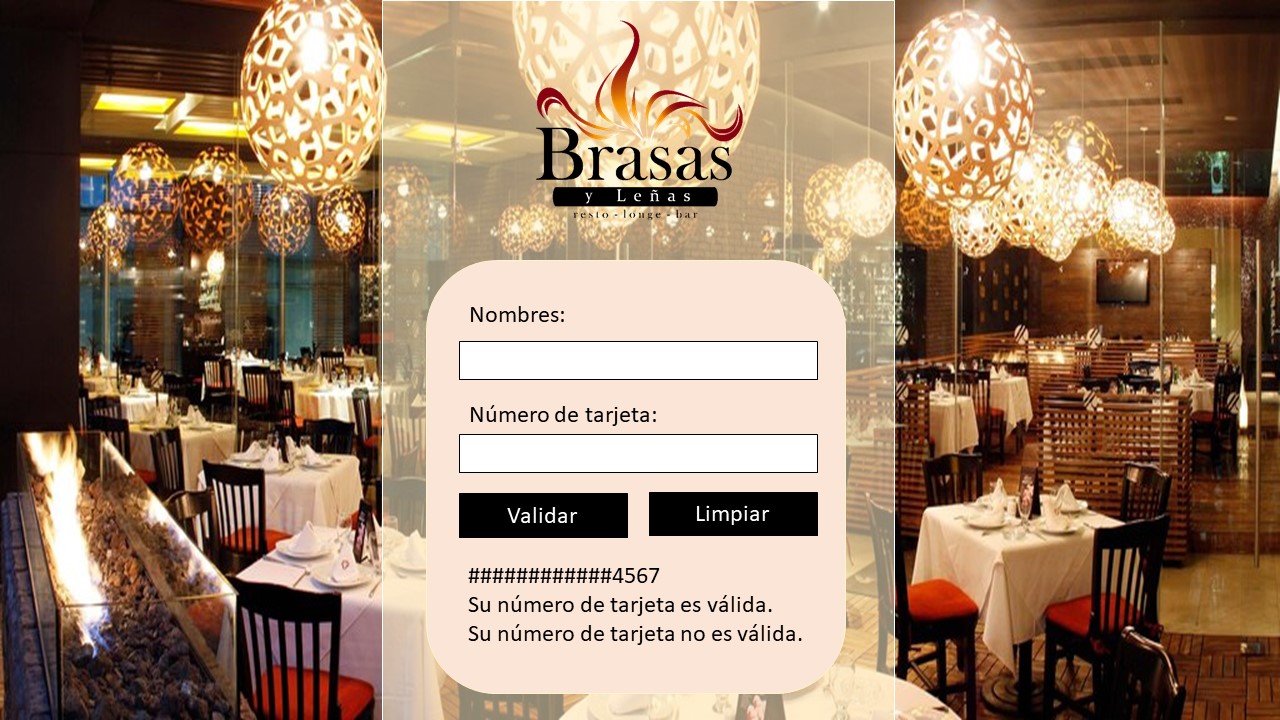 Brasas
y Leñas
resto - longe - bar
Nombres:
Número de tarjeta:
Validar
Limpiar
############4567
Su número de tarjeta es válida.
Su número de tarjeta no es válida.